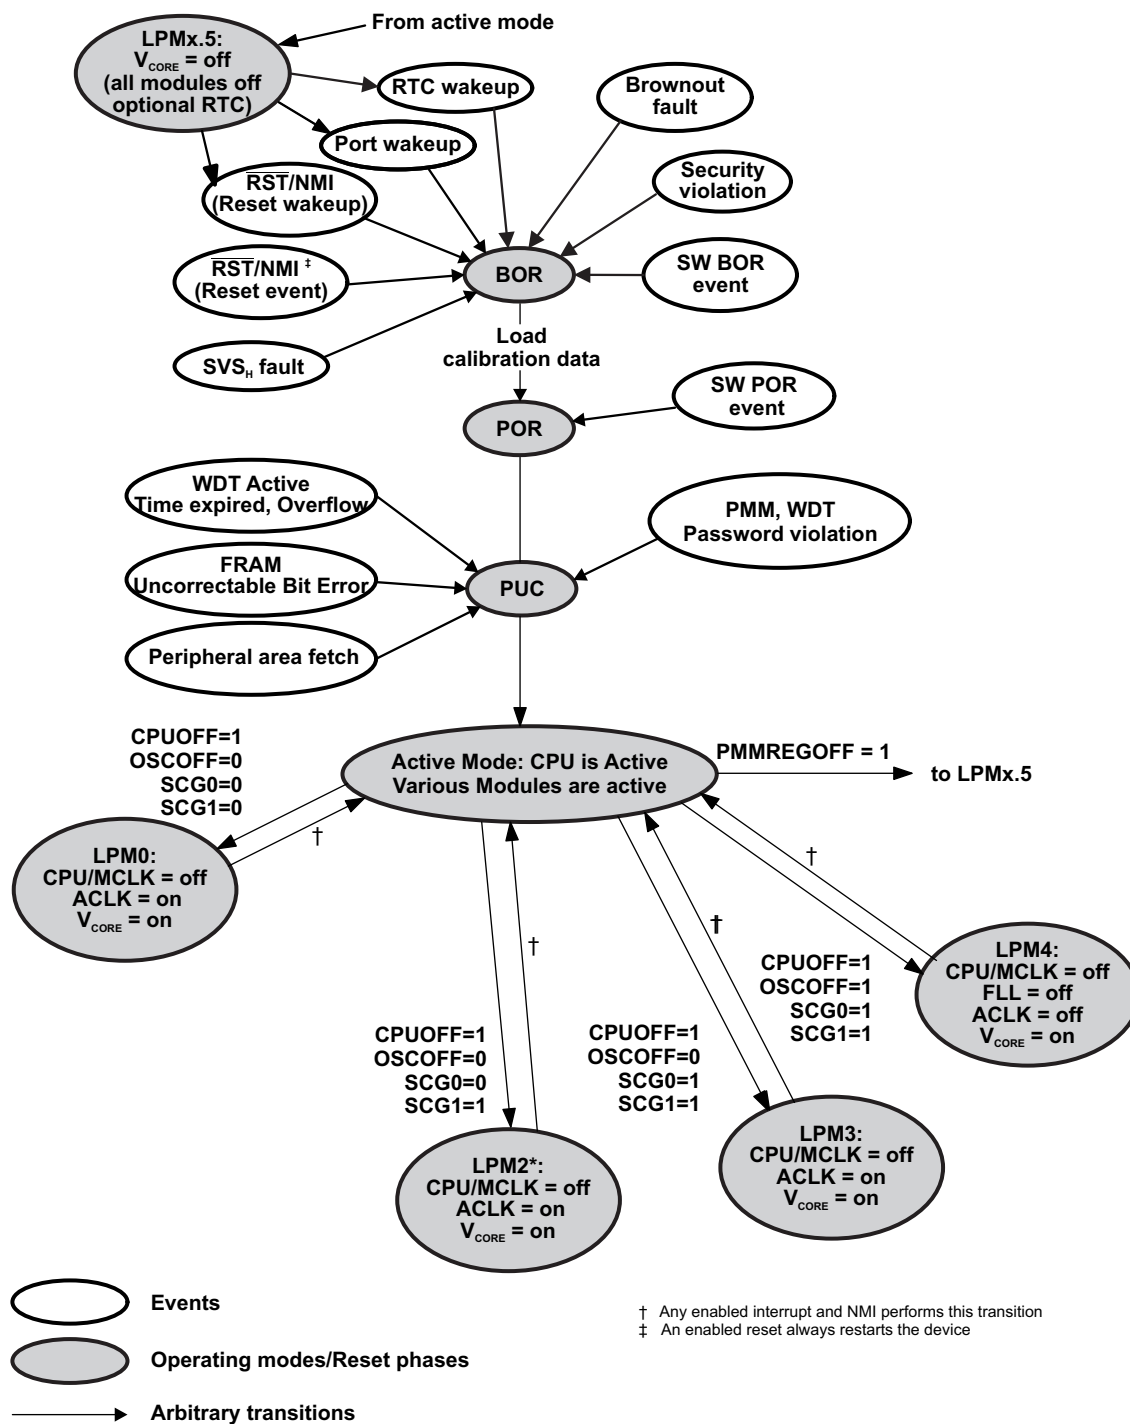 From active mode
LPMx.5:
VCORE = off
(all modules off
optional RTC)
RTC wakeup
Brownout
fault
Port wakeup
Security
violation
RST/NMI
(Reset wakeup)
RST/NMI ‡
(Reset event)
BOR
SW BOR
event
Load
calibration data
SVSH fault
SW POR
event
POR
WDT Active
Time expired, Overflow
PMM, WDT
Password violation
FRAM
Uncorrectable Bit Error
PUC
Peripheral area fetch
CPUOFF=1
OSCOFF=0
SCG0=0
SCG1=0
Active Mode: CPU is Active
Various Modules are active
PMMREGOFF = 1
to LPMx.5
†
LPM0:
CPU/MCLK = off
ACLK = on
VCORE = on
†
†
†
CPUOFF=1
OSCOFF=1
SCG0=1
SCG1=1
LPM4:
CPU/MCLK = off
FLL = off
ACLK = off
VCORE = on
CPUOFF=1
OSCOFF=0
SCG0=0
SCG1=1
CPUOFF=1
OSCOFF=0
SCG0=1
SCG1=1
LPM2*:
CPU/MCLK = off
ACLK = on
VCORE = on
LPM3:
CPU/MCLK = off
ACLK = on
VCORE = on
Events
Operating modes/Reset phases
Arbitrary transitions
† Any enabled interrupt and NMI performs this transition
‡ An enabled reset always restarts the device